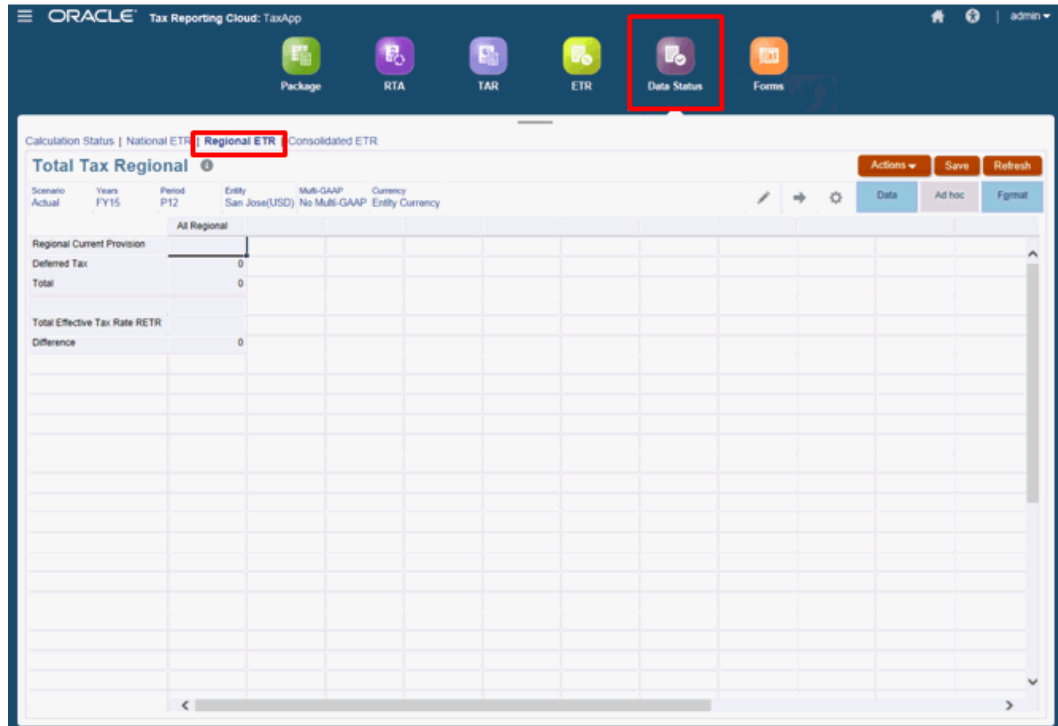 ORACLE Tax Reporting Cloud: TaxApp admin
Package RTA TAR ETR Data Status Forms
Calculation Status | National ETR | Regional ETR | Consolidated ETR
Total Tax Regional Actions Save Refresh
Scenario Years Period Entity Multi-GAAP Currency
Actual FY15 P12 San Jose(USD) No Multi-GAAP Entity Currency Data Ad hoc Format
All Regional
Regional Current Provision
Deferred Tax 0
Total 0
Total Effective Tax Rate RETR
Difference 0